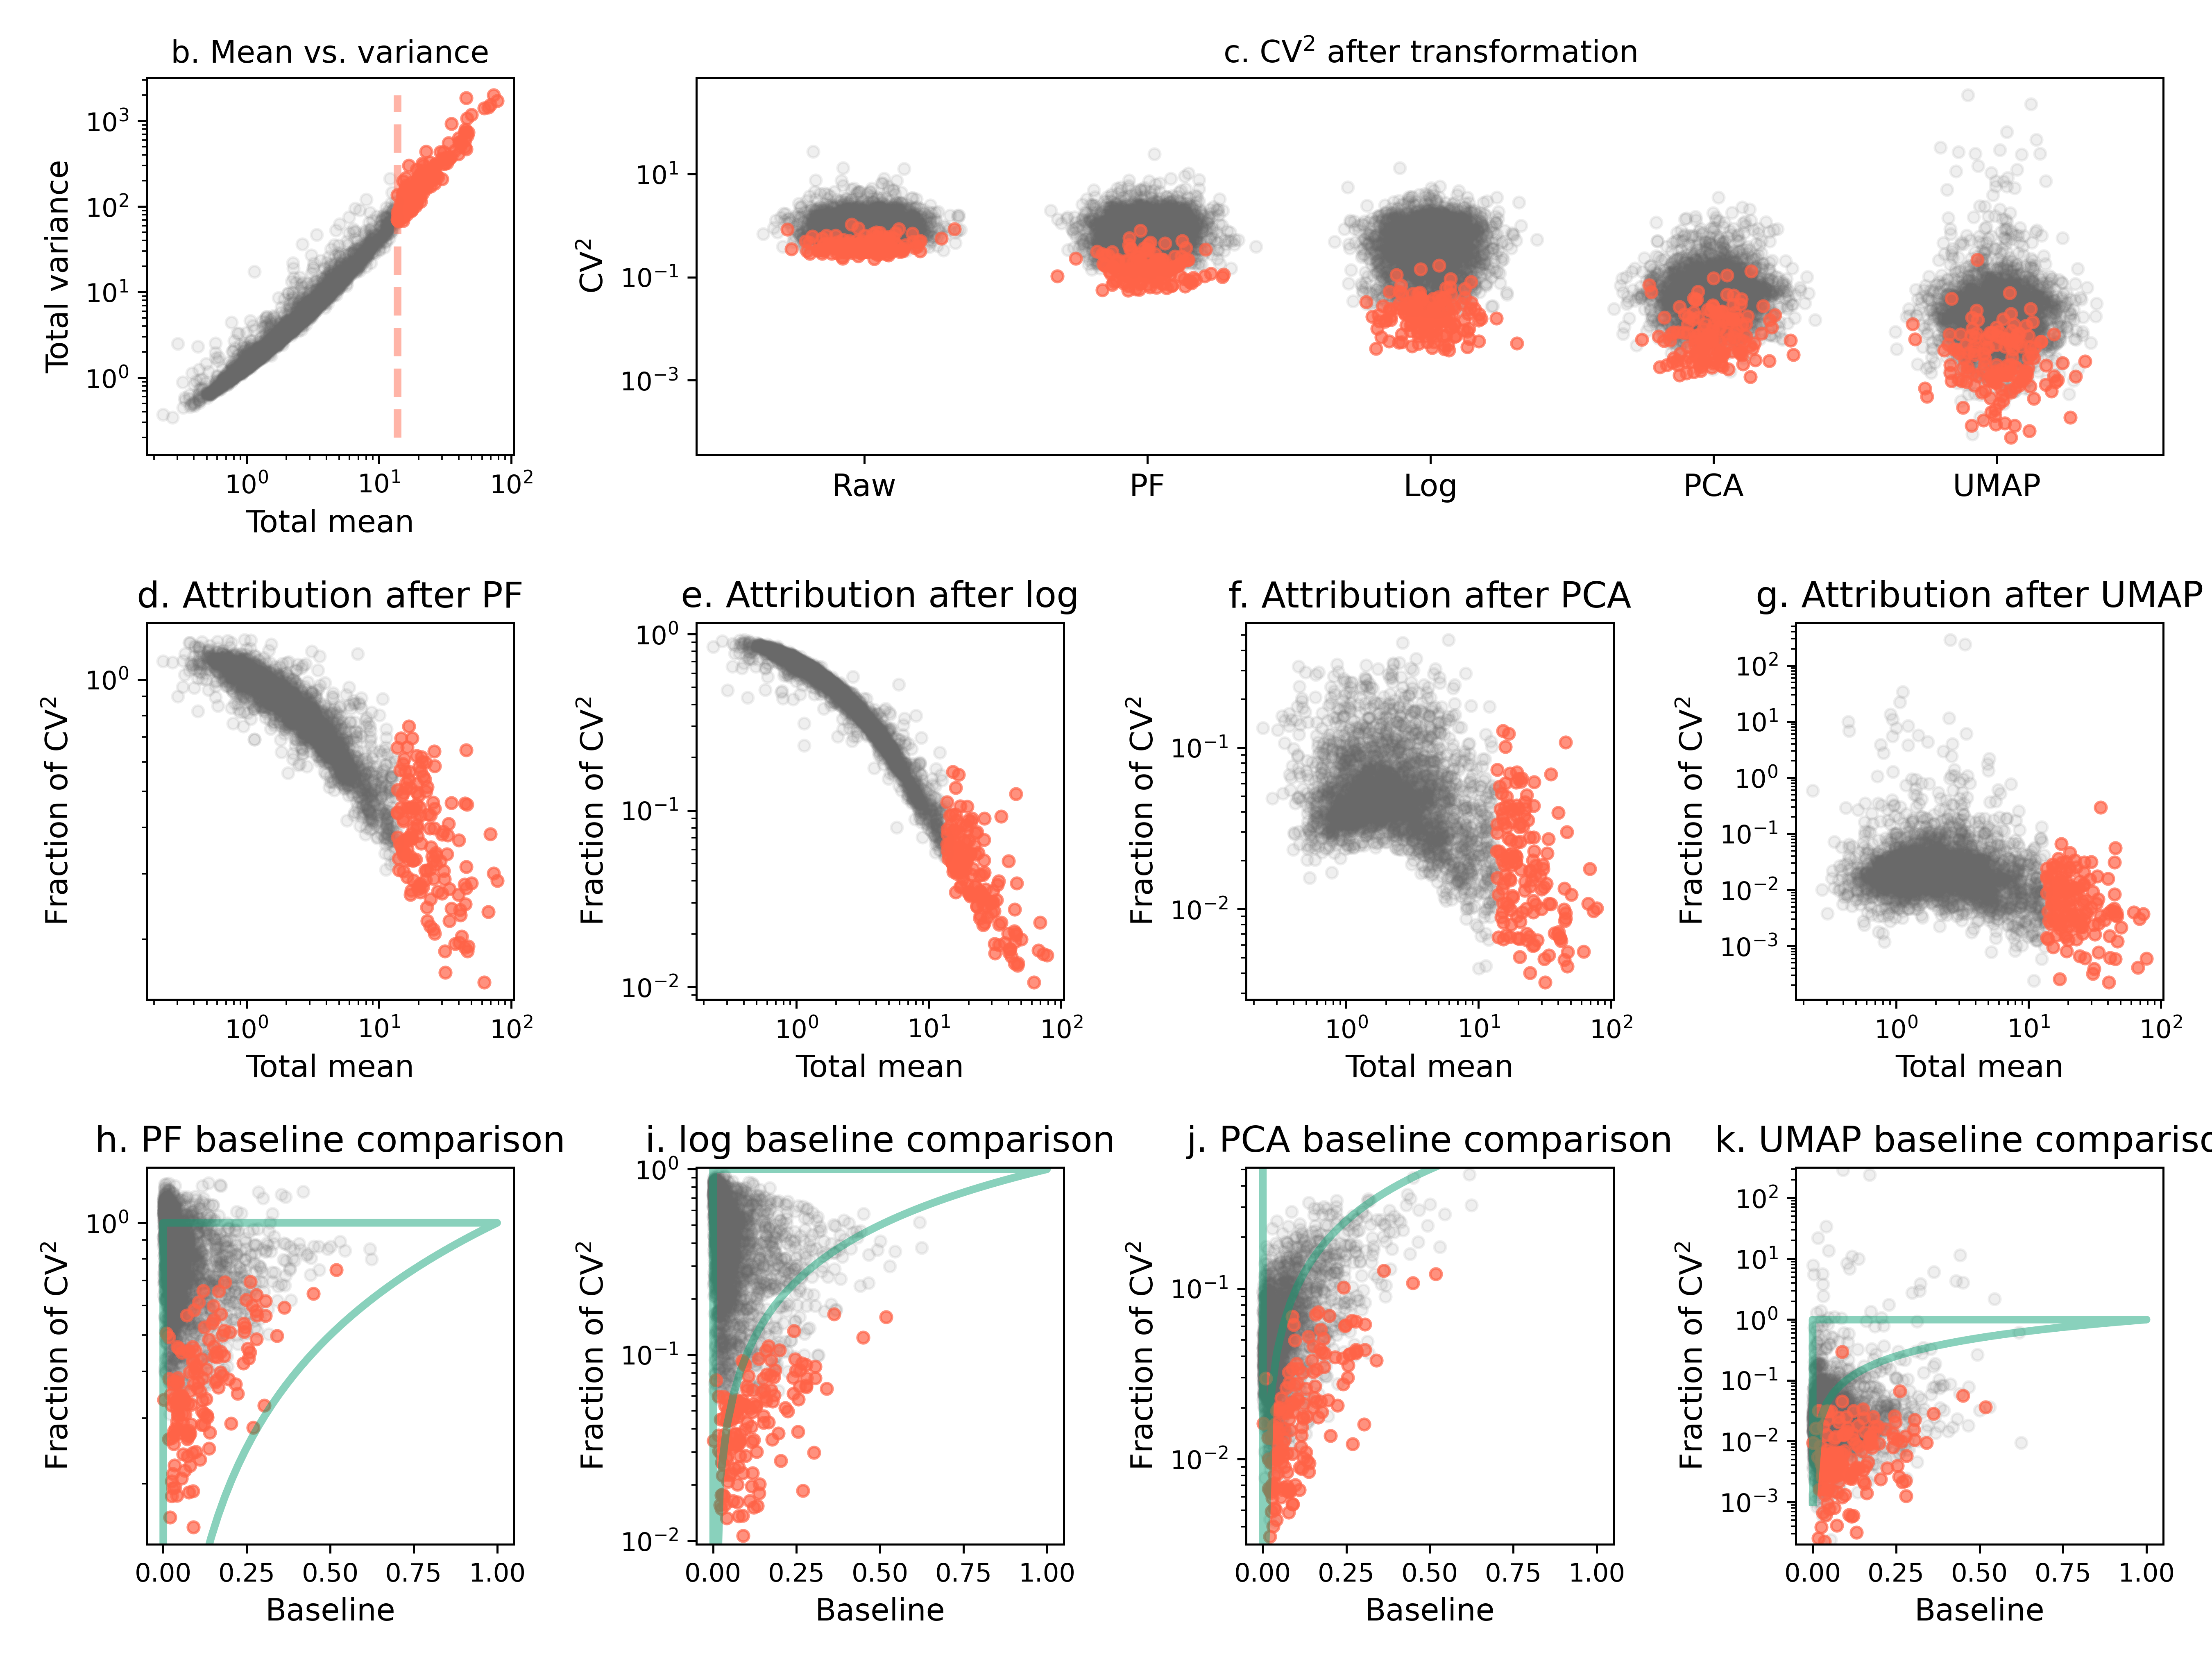 b. Mean vs. variance
c. CV² after transformation
10³
10²
10¹
10⁰
Total variance
10⁰ 10¹ 10²
Total mean
10¹
10⁻¹
10⁻³
CV²
Raw PF Log PCA UMAP
d. Attribution after PF
10⁰
Fraction of CV²
10⁰ 10¹ 10²
Total mean
e. Attribution after log
10⁰
10⁻¹
10⁻²
Fraction of CV²
10⁰ 10¹ 10²
Total mean
f. Attribution after PCA
10⁻¹
10⁻²
Fraction of CV²
10⁰ 10¹ 10²
Total mean
g. Attribution after UMAP
10²
10¹
10⁰
10⁻¹
10⁻²
10⁻³
Fraction of CV²
10⁰ 10¹ 10²
Total mean
h. PF baseline comparison
10⁰
Fraction of CV²
0.00 0.25 0.50 0.75 1.00
Baseline
i. log baseline comparison
10⁰
10⁻¹
10⁻²
Fraction of CV²
0.00 0.25 0.50 0.75 1.00
Baseline
j. PCA baseline comparison
10⁻¹
10⁻²
Fraction of CV²
0.00 0.25 0.50 0.75 1.00
Baseline
k. UMAP baseline comparisc
10²
10¹
10⁰
10⁻¹
10⁻²
10⁻³
Fraction of CV²
0.00 0.25 0.50 0.75 1.00
Baseline